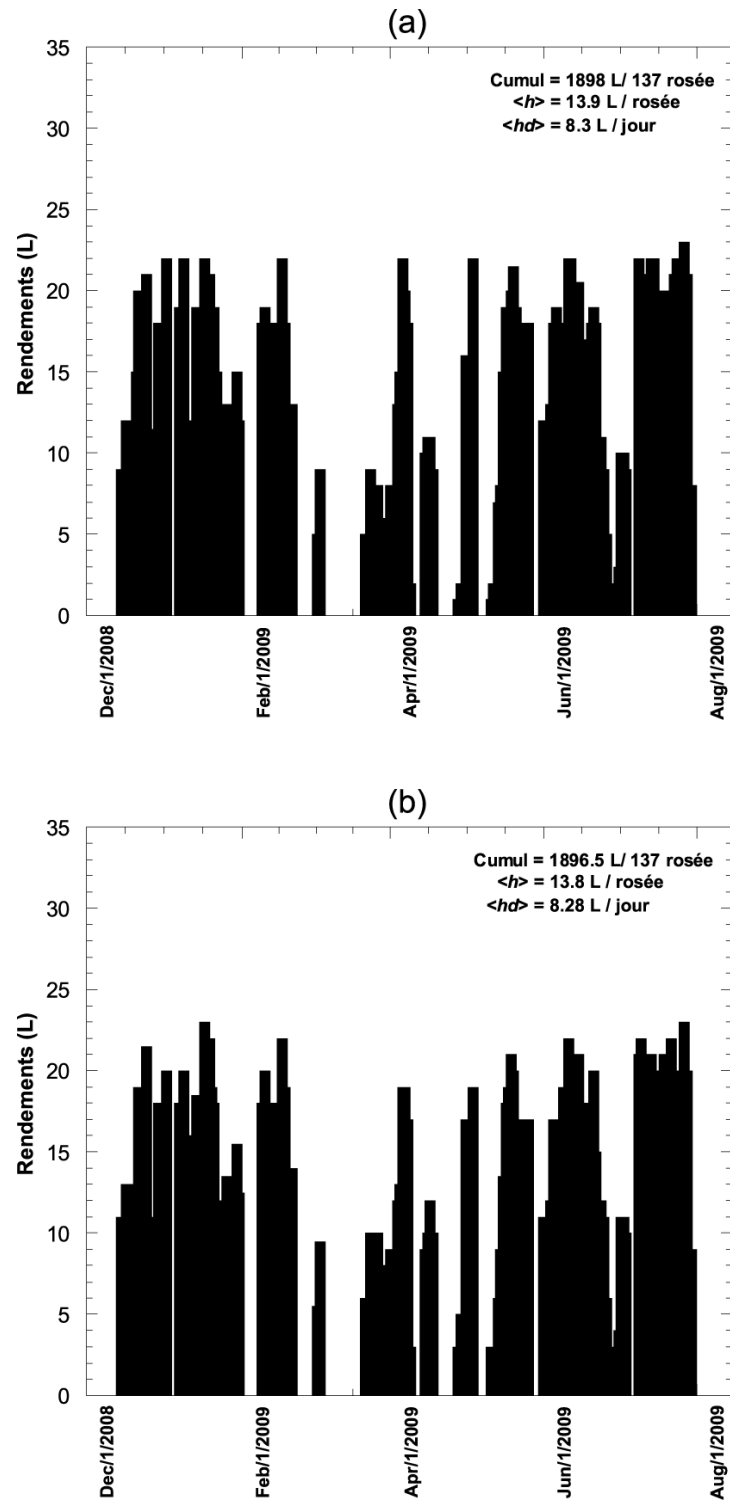 (a)
Cumul = 1898 L/ 137 rosée
<h> = 13.9 L / rosée
<hd> = 8.3 L / jour
Rendements (L)
35
30
25
20
15
10
5
0
Dec/1/2008
Feb/1/2009
Apr/1/2009
Jun/1/2009
Aug/1/2009
(b)
Cumul = 1896.5 L/ 137 rosée
<h> = 13.8 L / rosée
<hd> = 8.28 L / jour
Rendements (L)
35
30
25
20
15
10
5
0
Dec/1/2008
Feb/1/2009
Apr/1/2009
Jun/1/2009
Aug/1/2009